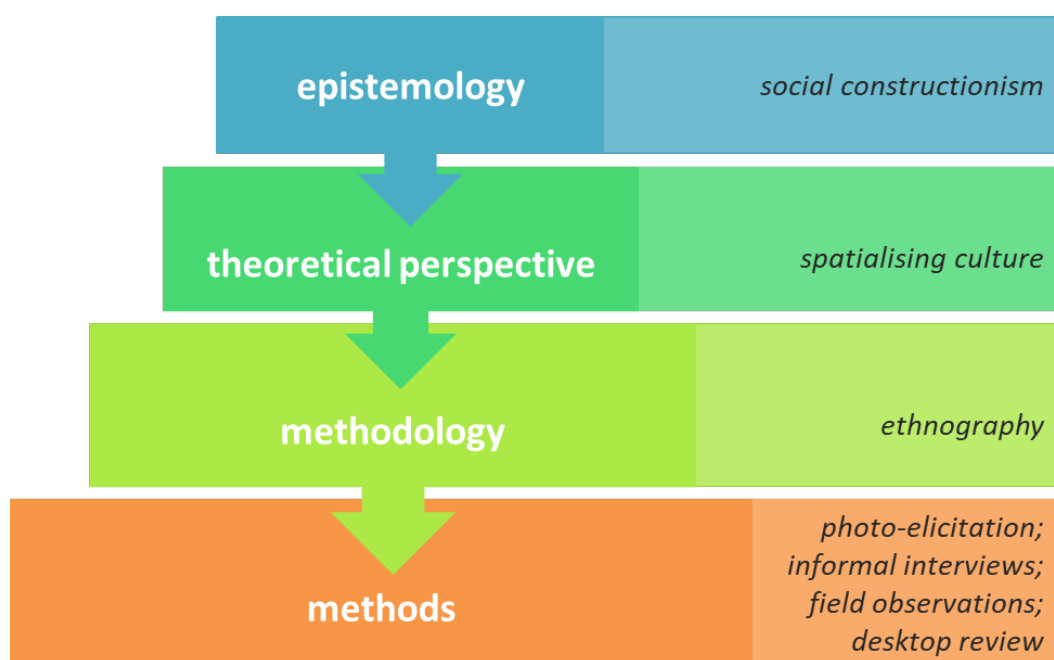 epistemology
social constructionism
theoretical perspective
spatialising culture
methodology
ethnography
methods
photo-elicitation;
informal interviews;
field observations;
desktop review